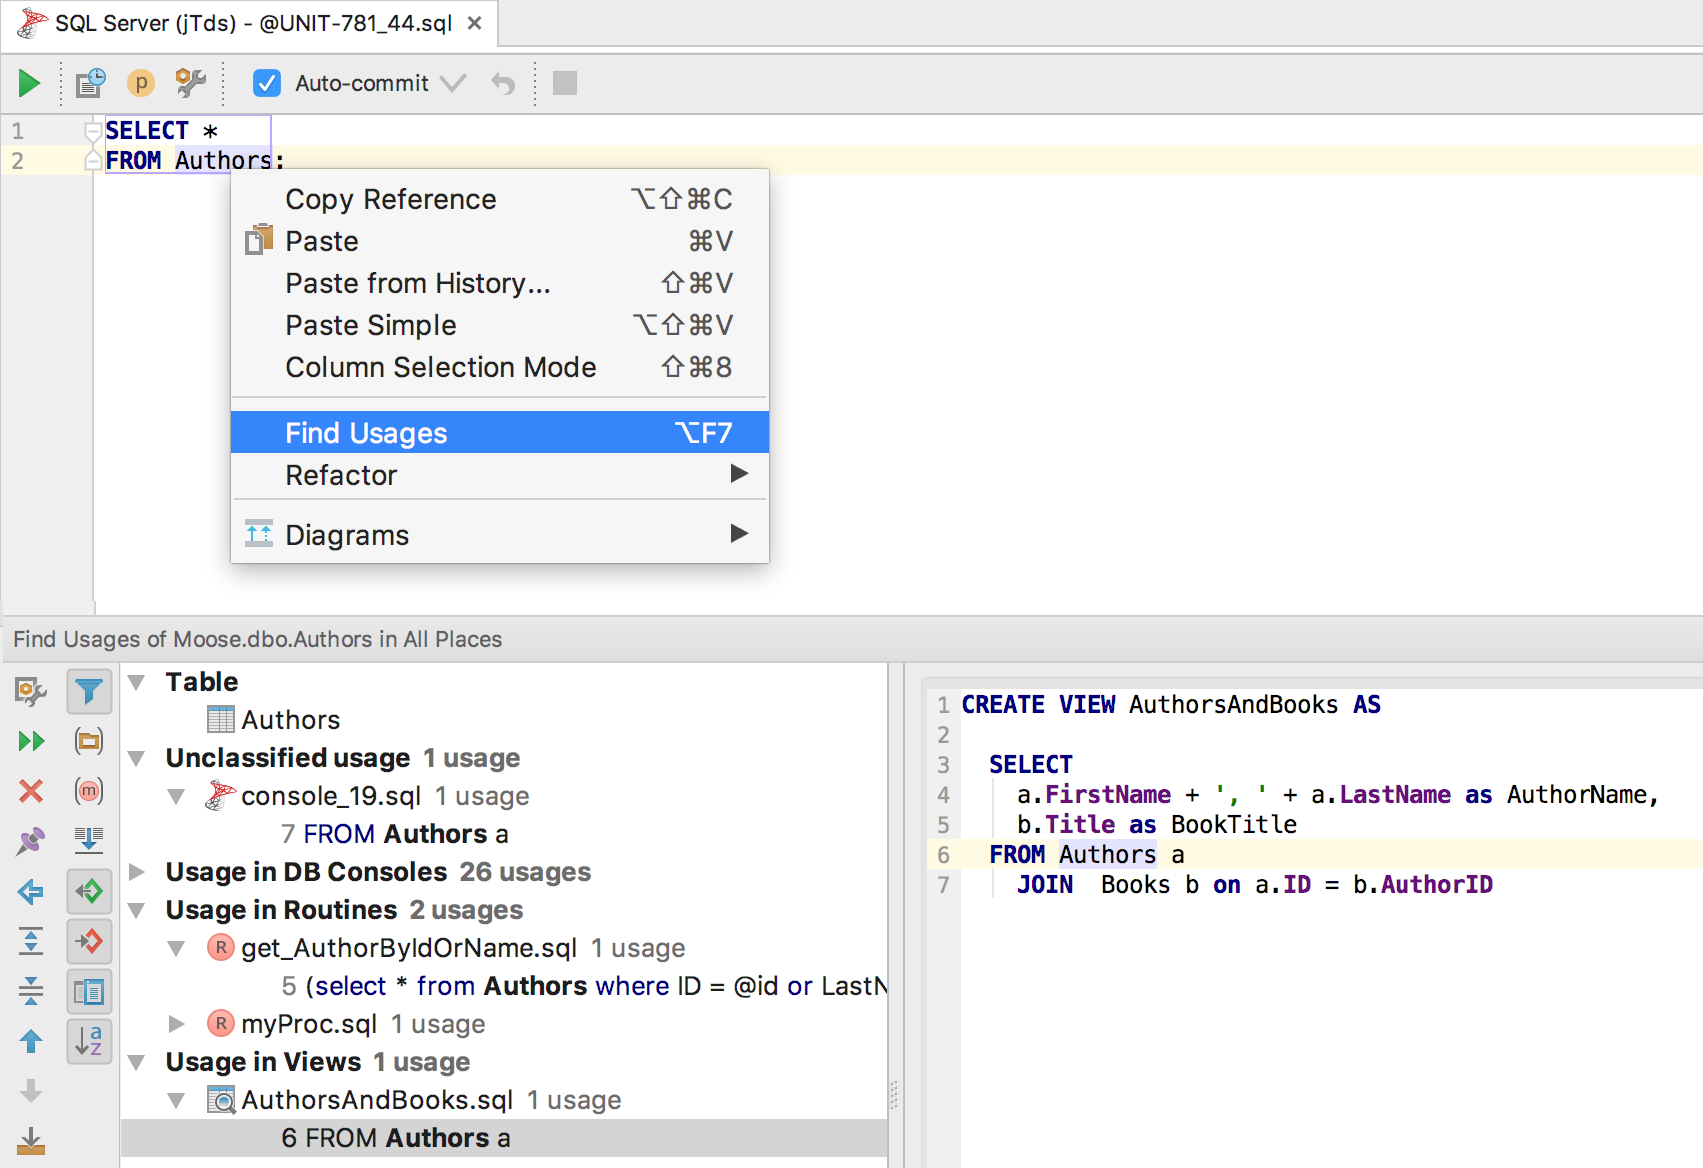 SQL Server (jTds) - @UNIT-781_44.sql
p
Auto-commit
1 SELECT *
2 FROM Authors;
Copy Reference ⌥⇧⌘C
Paste ⌘V
Paste from History... ⇧⌘V
Paste Simple ⌥⇧⌘V
Column Selection Mode ⇧⌘8
Find Usages ⌥F7
Refactor
Diagrams
Find Usages of Moose.dbo.Authors in All Places
m
a
z
Table
Authors
Unclassified usage 1 usage
console_19.sql 1 usage
7 FROM Authors a
Usage in DB Consoles 26 usages
Usage in Routines 2 usages
R get_AuthorByIdOrName.sql 1 usage
5 (select * from Authors where ID = @id or LastN
R myProc.sql 1 usage
Usage in Views 1 usage
AuthorsAndBooks.sql 1 usage
6 FROM Authors a
1 CREATE VIEW AuthorsAndBooks AS
2
3 SELECT
4 a.FirstName + ', ' + a.LastName as AuthorName,
5 b.Title as BookTitle
6 FROM Authors a
7 JOIN  Books b on a.ID = b.AuthorID